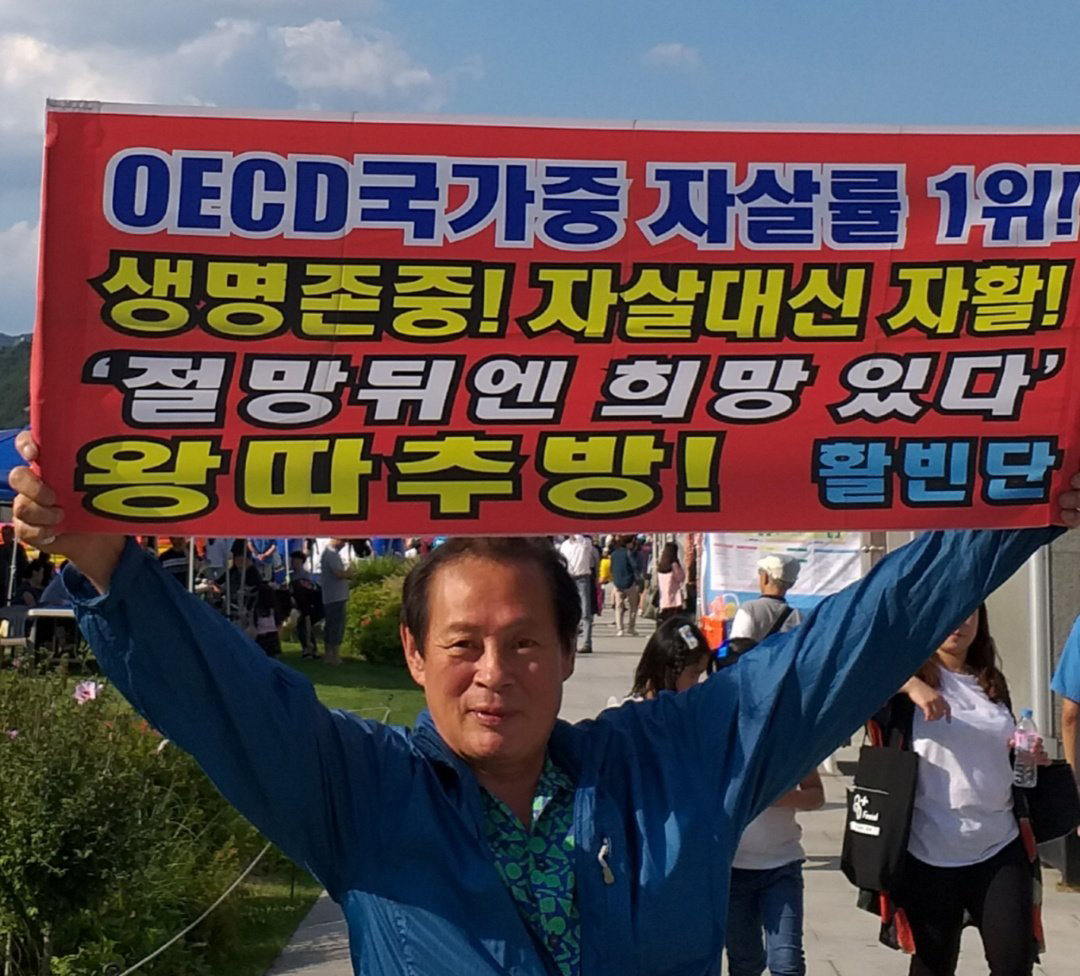 OECD국가중 자살률 1위!
생명존중! 자살대신 자활!
‘절망뒤엔 희망 있다’
왕따추방! 활빈단